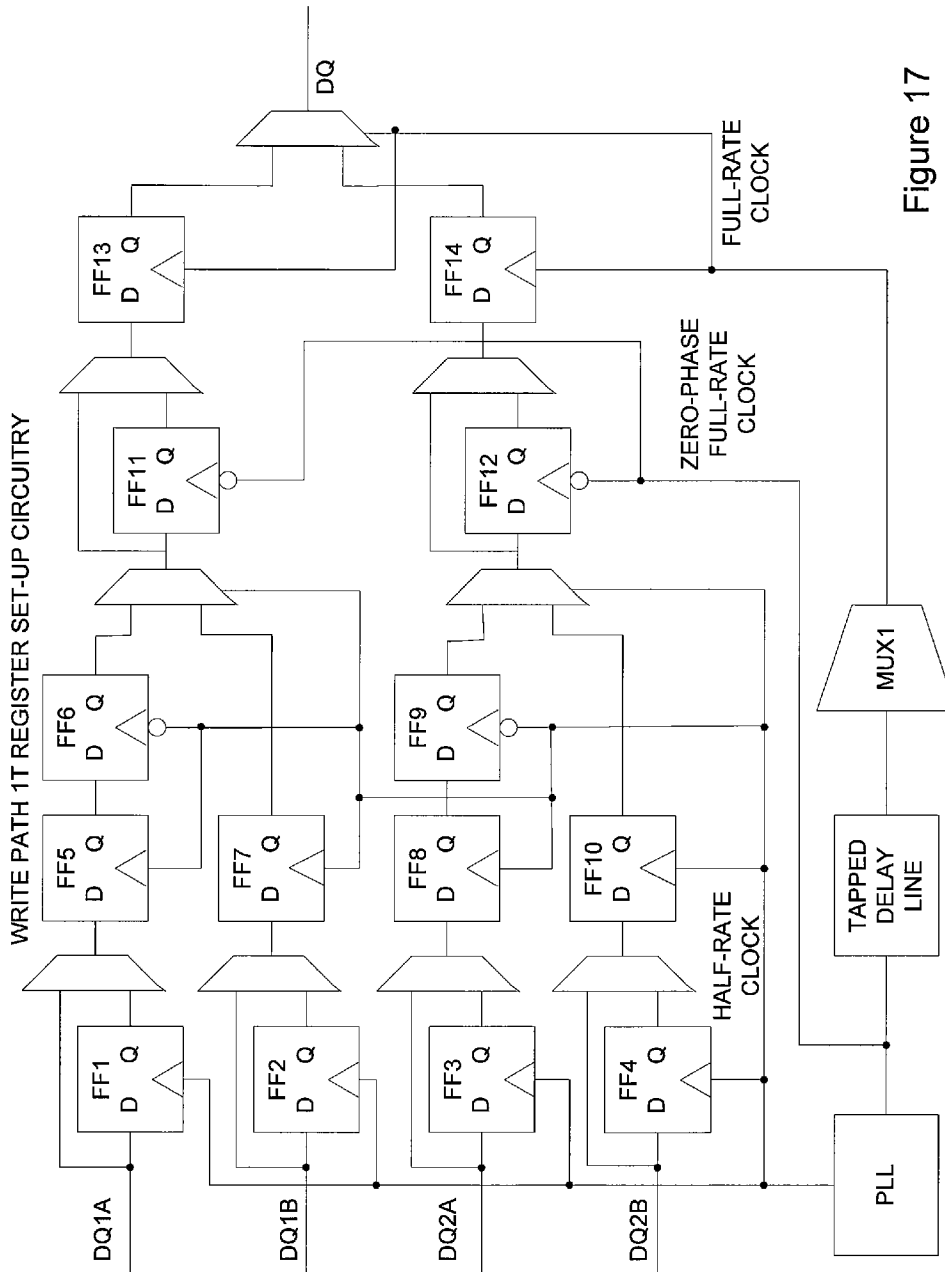 WRITE PATH 1T REGISTER SET-UP CIRCUITRY
DQ1A
FF1
D Q
FF5
D Q
FF6
D Q
FF11
D Q
FF13
D Q
DQ
DQ1B
FF2
D Q
FF7
D Q
DQ2A
FF3
D Q
FF8
D Q
FF9
D Q
FF12
D Q
FF14
D Q
DQ2B
FF4
D Q
FF10
D Q
HALF-RATE
CLOCK
ZERO-PHASE
FULL-RATE
CLOCK
FULL-RATE
CLOCK
PLL
TAPPED
DELAY
LINE
MUX1
Figure 17